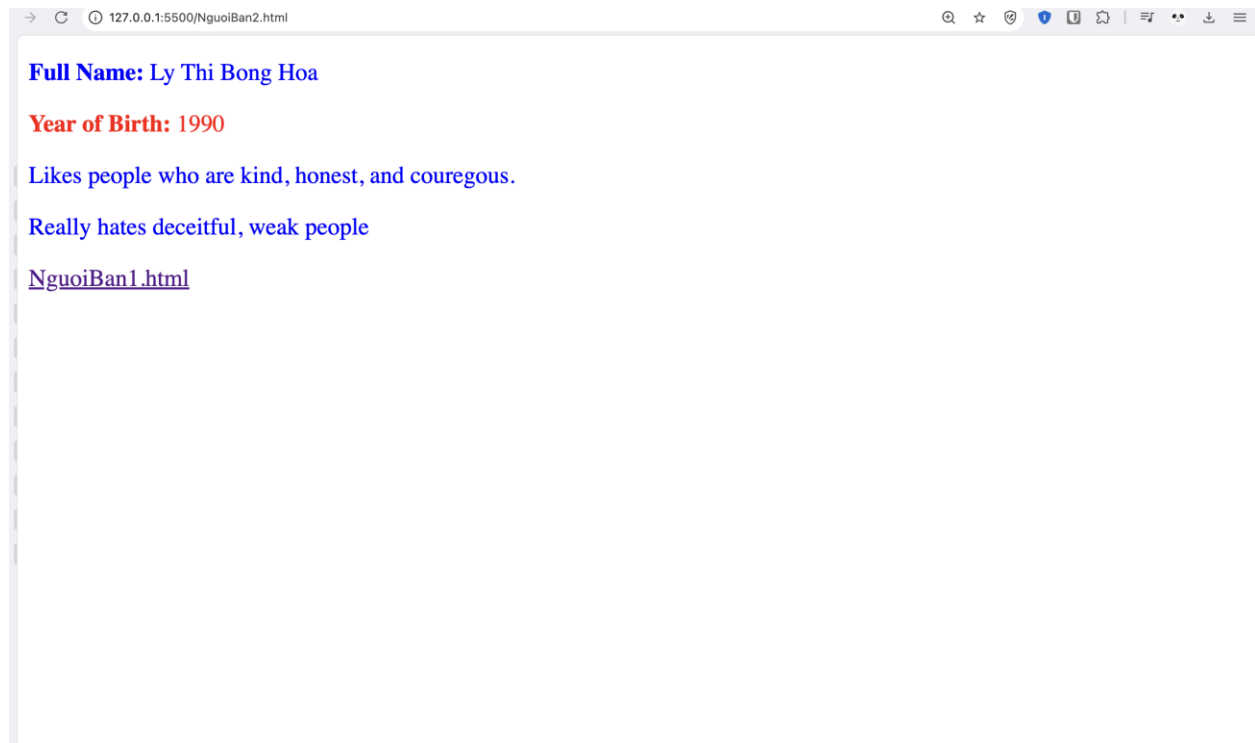 127.0.0.1:5500/NguoiBan2.html
Full Name: Ly Thi Bong Hoa
Year of Birth: 1990
Likes people who are kind, honest, and couregous.
Really hates deceitful, weak people
NguoiBan1.html